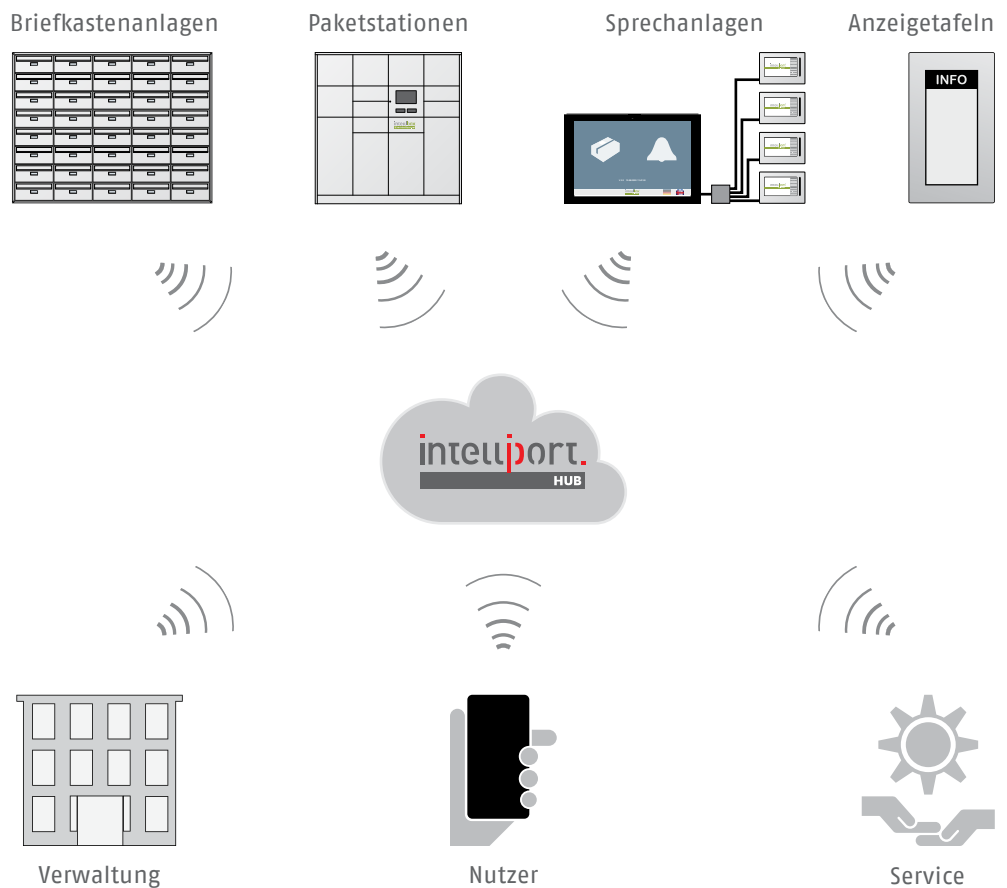 Briefkastenanlagen
Paketstationen
Sprechanlagen
Anzeigetafeln
INFO
intelliport.
HUB
Verwaltung
Nutzer
Service